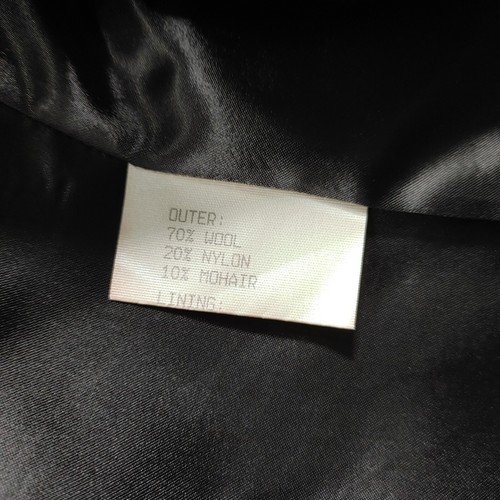 OUTER:
70% WOOL
20% NYLON
10% MOHAIR
LINING: